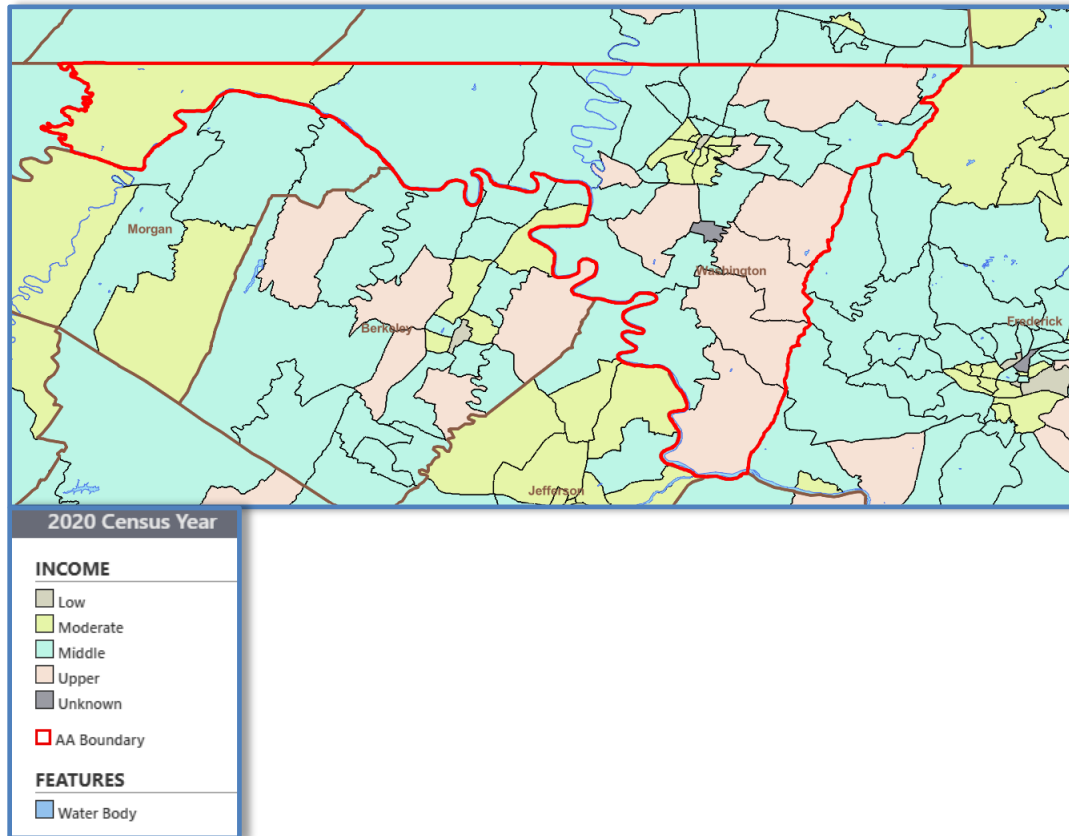 Morgan
Washington
Frederick
Berkeley
Jefferson
2020 Census Year
INCOME
Low
Moderate
Middle
Upper
Unknown
AA Boundary
FEATURES
Water Body